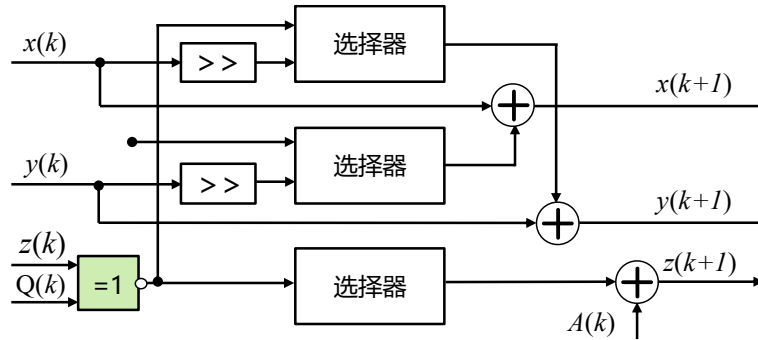 x(k)
>>
选择器
x(k+1)
y(k)
>>
选择器
y(k+1)
z(k)
Q(k)
=1
选择器
z(k+1)
A(k)